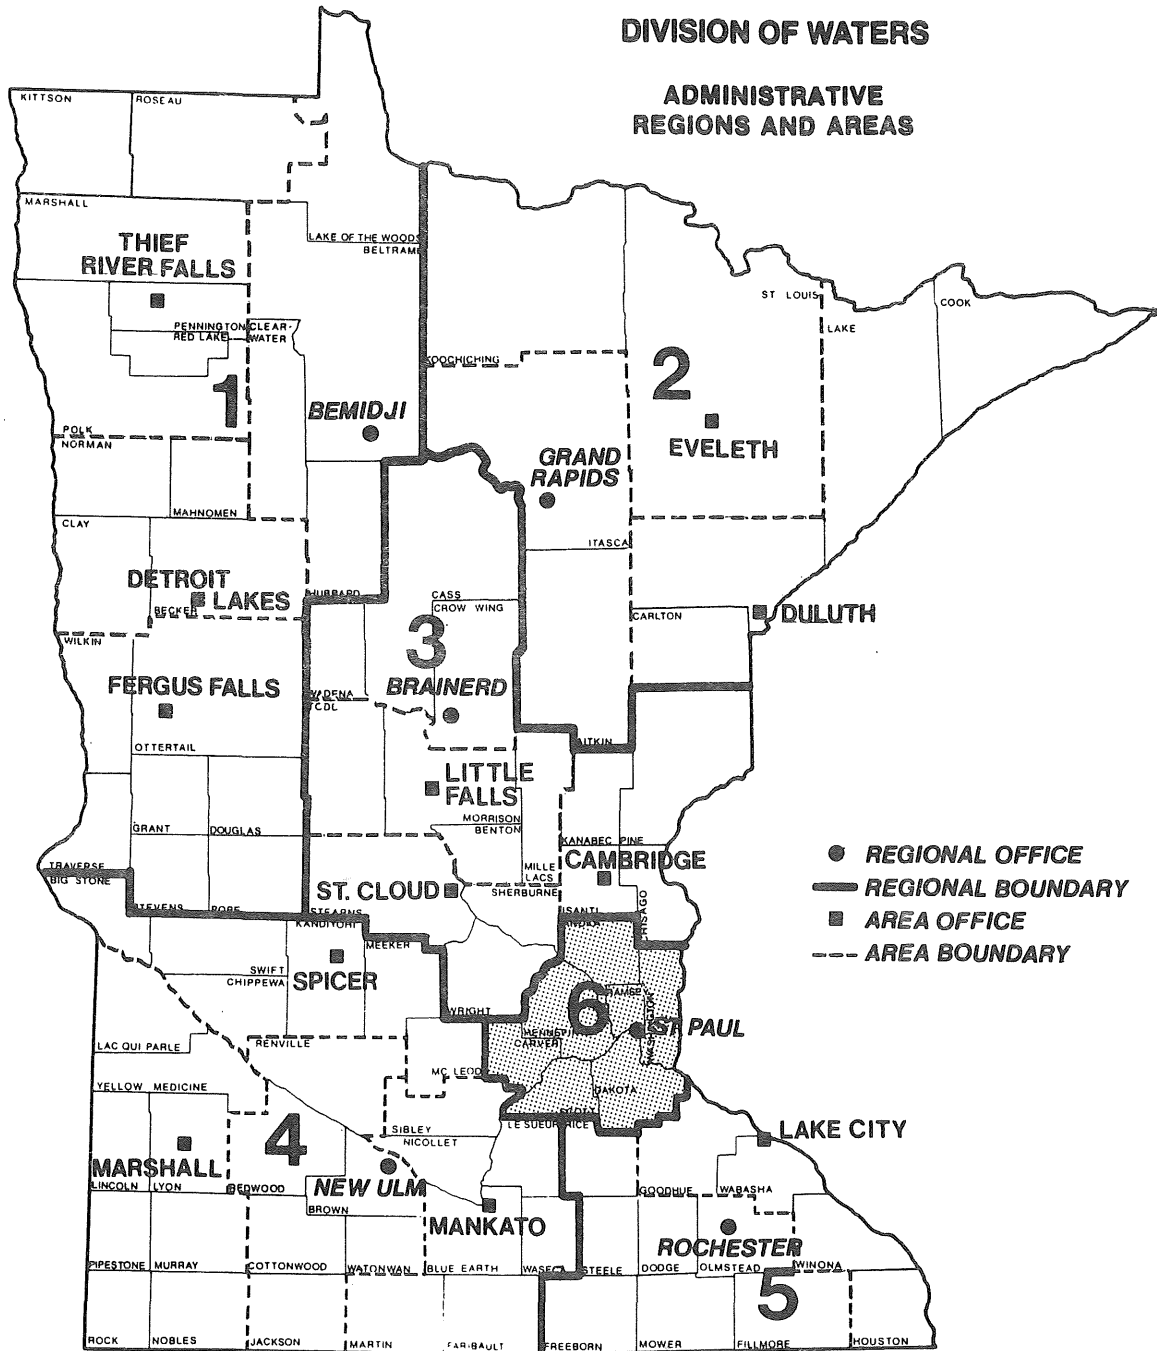 DIVISION OF WATERS
ADMINISTRATIVE
REGIONS AND AREAS
KITTSON
ROSEAU
MARSHALL
THIEF
RIVER FALLS
LAKE OF THE WOODS
BELTRAMI
ST LOUIS
LAKE
COOK
PENNINGTON
CLEAR-
RED LAKE
WATER
KOOCHICHING
1
2
BEMIDJI
POLK
NORMAN
EVELETH
GRAND
RAPIDS
MAHNOMEN
CLAY
ITASCA
DETROIT
LAKES
BECKER
HUBBARD
CASS
CROW WING
CARLTON
DULUTH
WILKIN
3
FERGUS FALLS
BRAINERD
WADENA
OTTERTAIL
AITKIN
LITTLE
FALLS
GRANT
DOUGLAS
MORRISON
BENTON
KANABEC
PINE
TRAVERSE
BIG STONE
MILLE
LACS
CAMBRIDGE
REGIONAL OFFICE
ST. CLOUD
SHERBURNE
REGIONAL BOUNDARY
STEVENS
POPE
STEARNS
KANDIYOHI
ISANTI
ANOKA
CHISAGO
AREA OFFICE
MEEKER
AREA BOUNDARY
SWIFT
CHIPPEWA
SPICER
WRIGHT
6
RAMSEY
WASHINGTON
ST PAUL
HENNEPIN
CARVER
LAC QUI PARLE
RENVILLE
MC LEOD
YELLOW MEDICINE
DAKOTA
SCOTT
LE SUEUR
RICE
SIBLEY
NICOLLET
4
LAKE CITY
MARSHALL
LINCOLN
LYON
REDWOOD
NEW ULM
BROWN
MANKATO
GOODHUE
WABASHA
ROCHESTER
PIPESTONE
MURRAY
COTTONWOOD
WATONWAN
BLUE EARTH
WASECA
STEELE
DODGE
OLMSTEAD
WINONA
5
ROCK
NOBLES
JACKSON
MARTIN
FARIBAULT
FREEBORN
MOWER
FILLMORE
HOUSTON